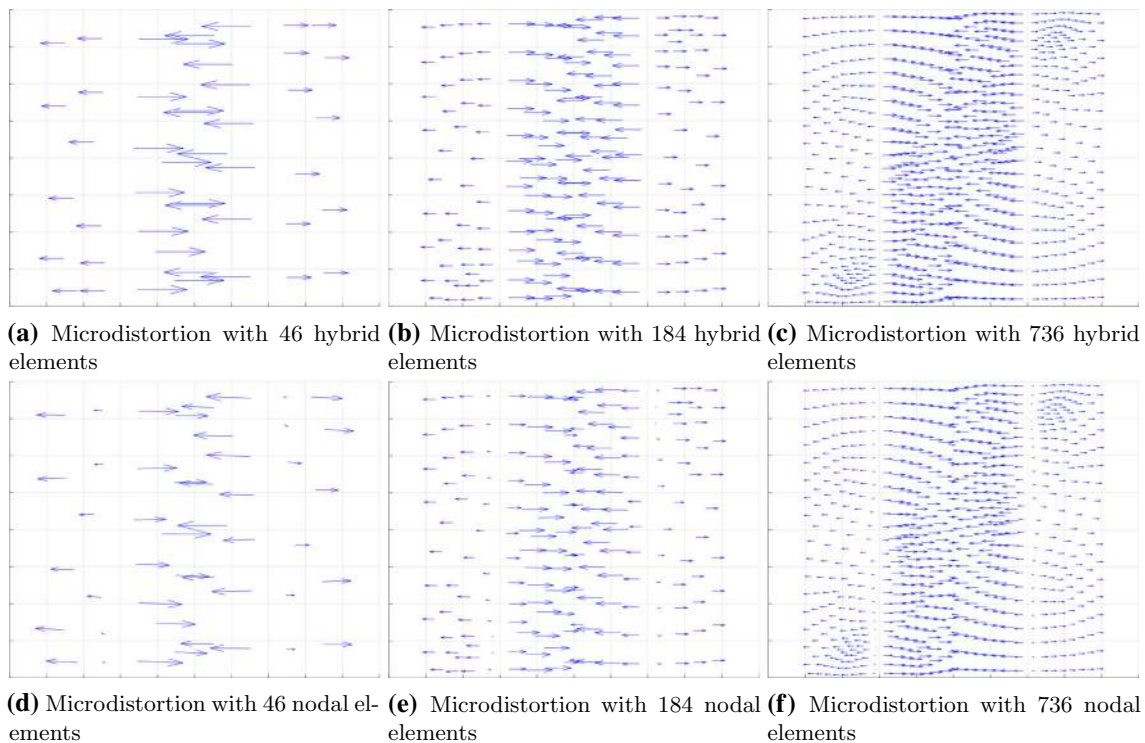 (a) Microdistortion with 46 hybrid
elements
(b) Microdistortion with 184 hybrid
elements
(c) Microdistortion with 736 hybrid
elements
(d) Microdistortion with 46 nodal el-
ements
(e) Microdistortion with 184 nodal
elements
(f) Microdistortion with 736 nodal
elements